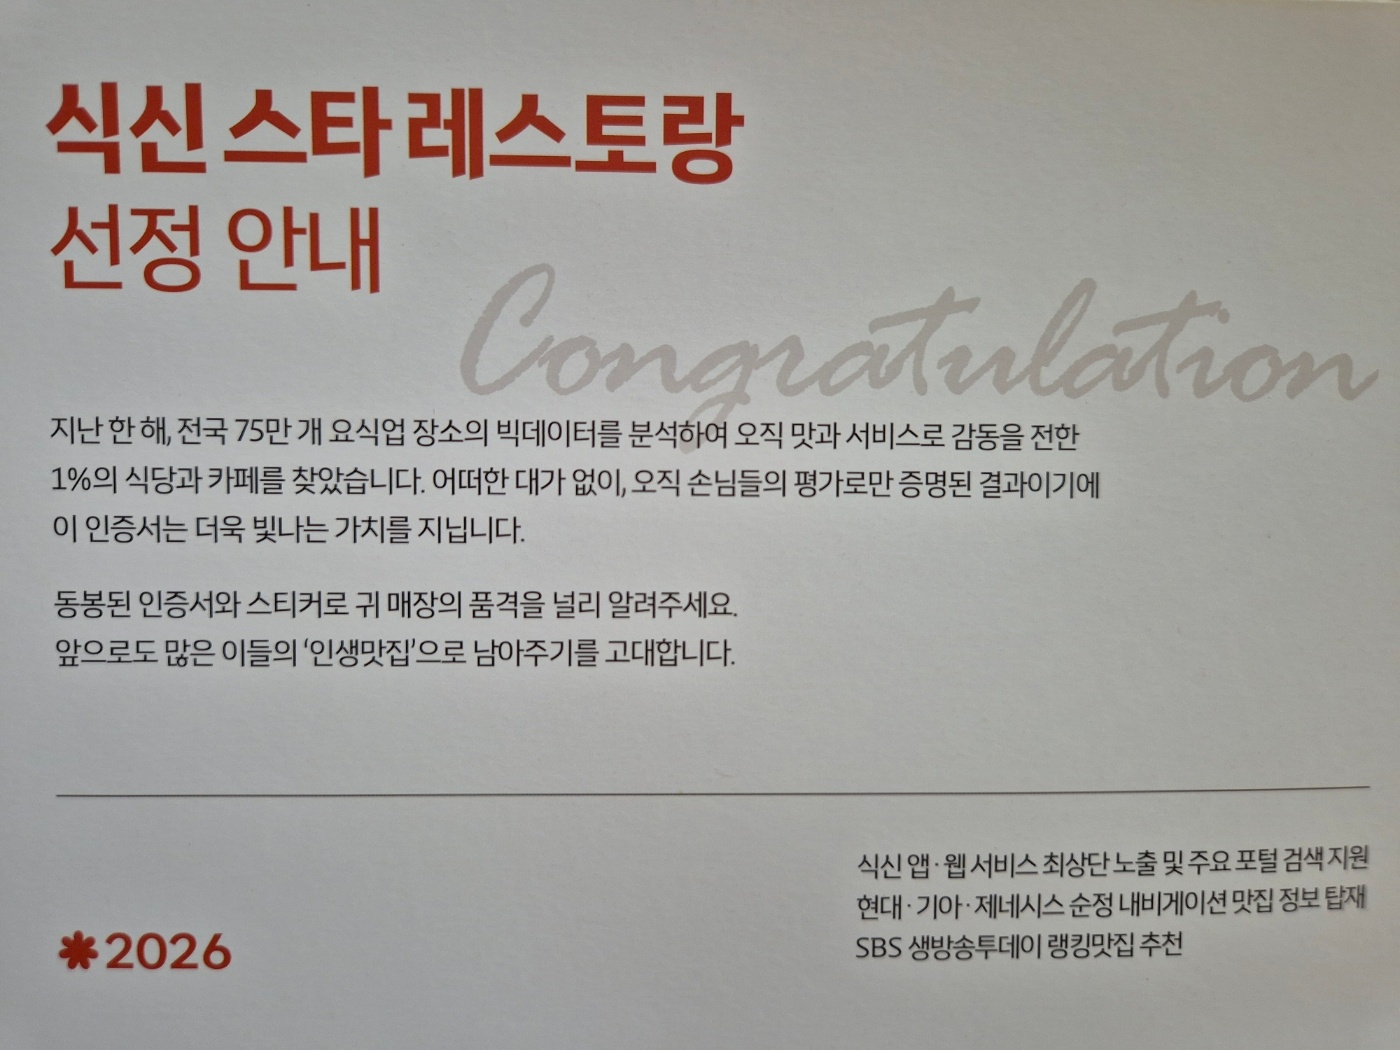 식신 스타 레스토랑
선정 안내
Congratulation
지난 한 해, 전국 75만 개 요식업 장소의 빅데이터를 분석하여 오직 맛과 서비스로 감동을 전한
1%의 식당과 카페를 찾았습니다. 어떠한 대가 없이, 오직 손님들의 평가로만 증명된 결과이기에
이 인증서는 더욱 빛나는 가치를 지닙니다.
동봉된 인증서와 스티커로 귀 매장의 품격을 널리 알려주세요.
앞으로도 많은 이들의 '인생맛집'으로 남아주기를 고대합니다.
식신 앱·웹 서비스 최상단 노출 및 주요 포털 검색 지원
현대·기아·제네시스 순정 내비게이션 맛집 정보 탑재
SBS 생방송투데이 랭킹맛집 추천
2026